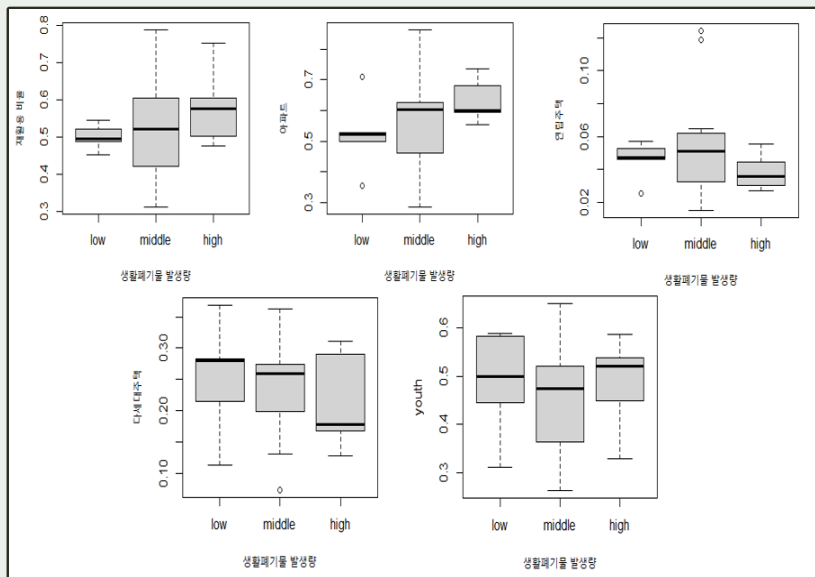 재활용 비율
0.3 0.4 0.5 0.6 0.7 0.8
low middle high
생활폐기물 발생량
아파트
0.3 0.5 0.7
low middle high
생활폐기물 발생량
연립주택
0.02 0.06 0.10
low middle high
생활폐기물 발생량
다세대주택
0.10 0.20 0.30
low middle high
생활폐기물 발생량
youth
0.3 0.4 0.5 0.6
low middle high
생활폐기물 발생량